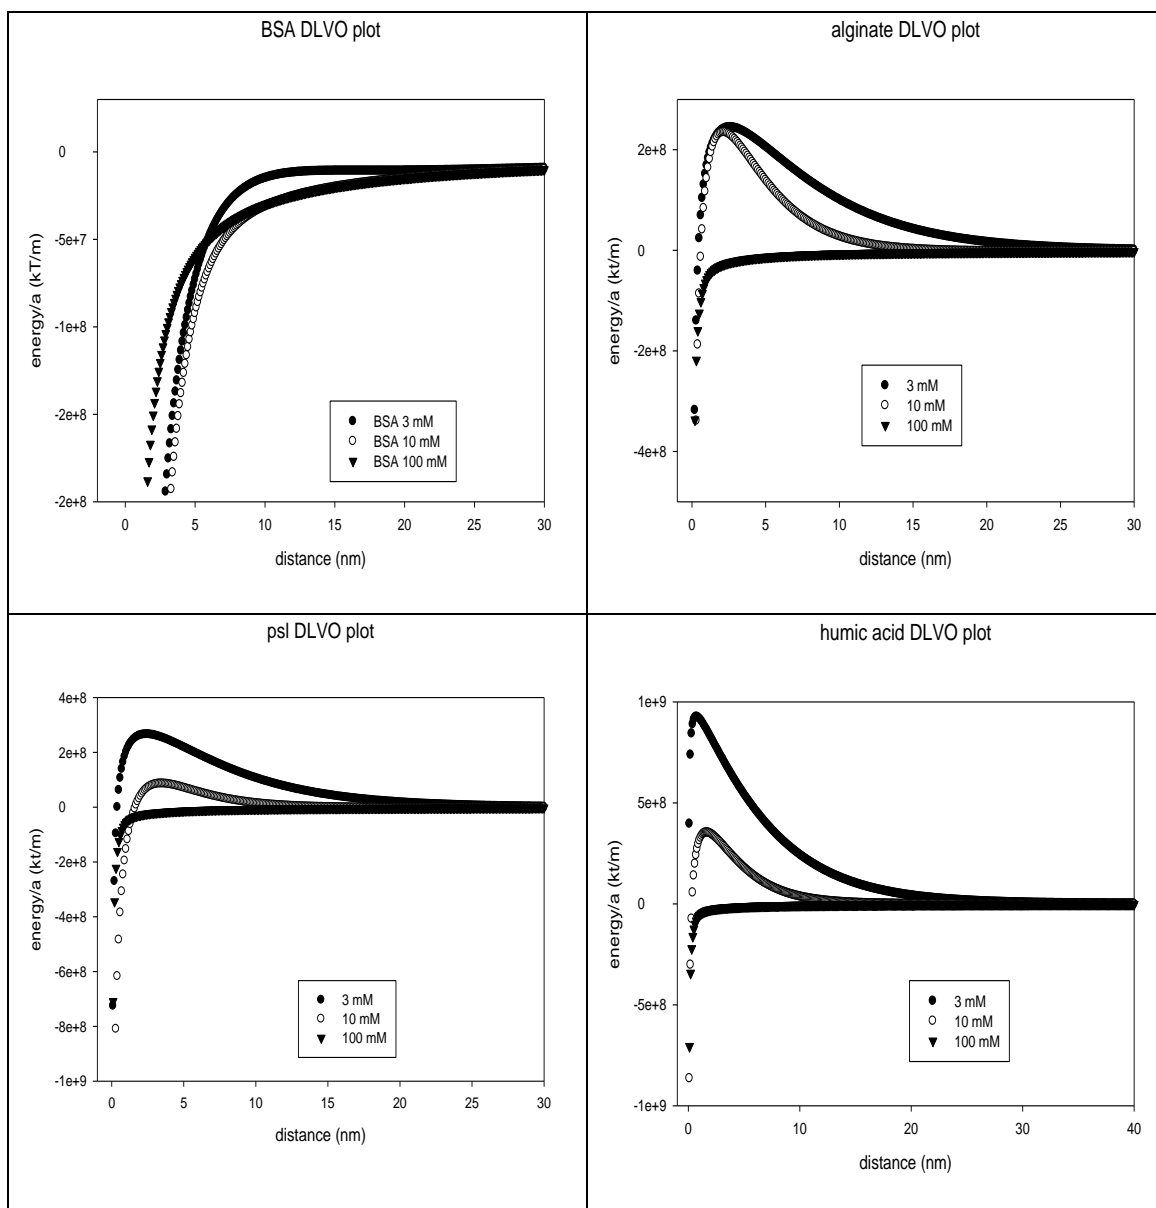 BSA DLVO plot
energy/a (kT/m)
0
-5e+7
-1e+8
-2e+8
-2e+8
BSA 3 mM
BSA 10 mM
BSA 100 mM
0 5 10 15 20 25 30
distance (nm)
alginate DLVO plot
energy/a (kt/m)
2e+8
0
-2e+8
-4e+8
3 mM
10 mM
100 mM
0 5 10 15 20 25 30
distance (nm)
psl DLVO plot
energy/a (kt/m)
4e+8
2e+8
0
-2e+8
-4e+8
-6e+8
-8e+8
-1e+9
3 mM
10 mM
100 mM
0 5 10 15 20 25 30
distance (nm)
humic acid DLVO plot
energy/a (kt/m)
1e+9
5e+8
0
-5e+8
-1e+9
3 mM
10 mM
100 mM
0 10 20 30 40
distance (nm)